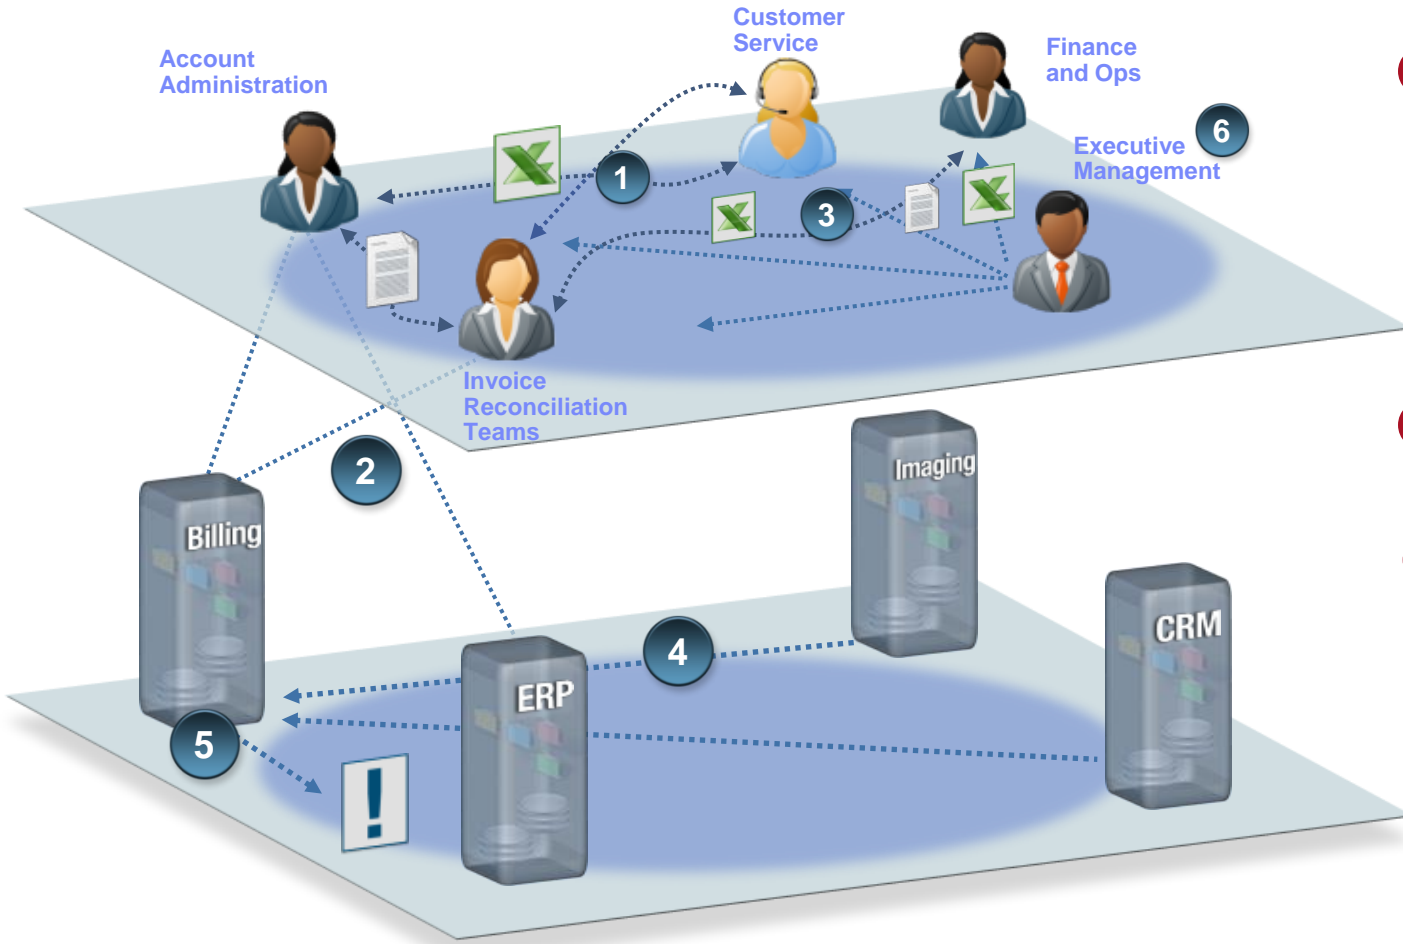 Customer
Service
Account
Administration
Finance
and Ops
6
Executive
Management
1
3
Invoice
Reconciliation
Teams
2
Imaging
Billing
CRM
4
ERP
5
!